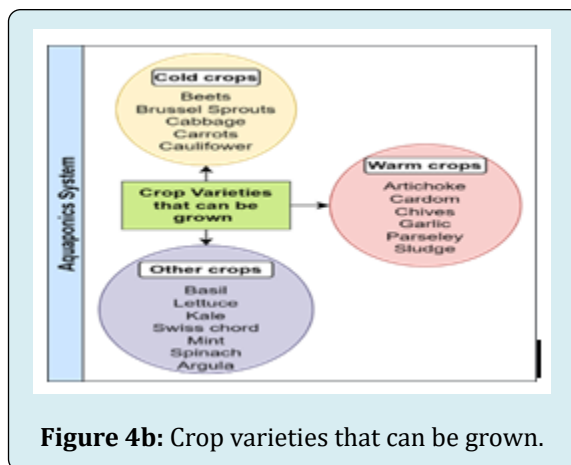 Aquaponics System
Cold crops
Beets
Brussel Sprouts
Cabbage
Carrots
Caulifower
Crop Varieties
that can be
grown
Warm crops
Artichoke
Cardom
Chives
Garlic
Parseley
Sludge
Other crops
Basil
Lettuce
Kale
Swiss chord
Mint
Spinach
Argula
Figure 4b: Crop varieties that can be grown.